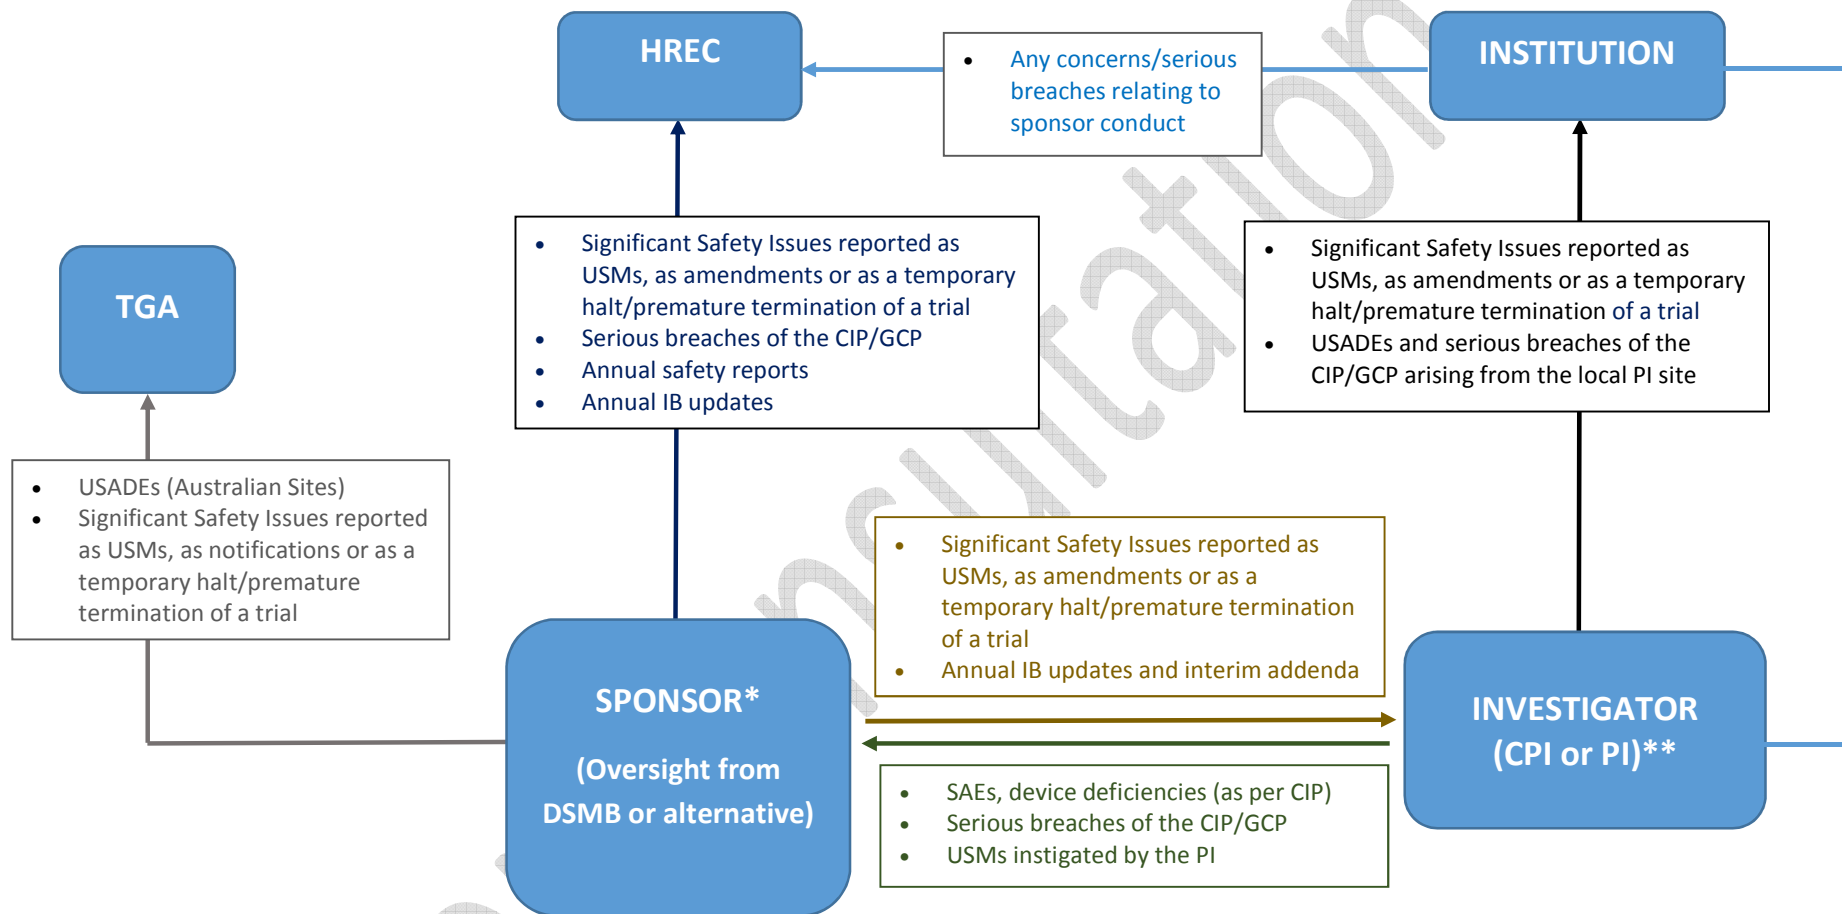 HREC
• Any concerns/serious
breaches relating to
sponsor conduct
INSTITUTION
• Significant Safety Issues reported as
USMs, as amendments or as a temporary
halt/premature termination of a trial
• Serious breaches of the CIP/GCP
• Annual safety reports
• Annual IB updates
• Significant Safety Issues reported as
USMs, as amendments or as a temporary
halt/premature termination of a trial
• USADEs and serious breaches of the
CIP/GCP arising from the local PI site
TGA
• USADEs (Australian Sites)
• Significant Safety Issues reported
as USMs, as notifications or as a
temporary halt/premature
termination of a trial
• Significant Safety Issues reported as
USMs, as amendments or as a
temporary halt/premature termination
of a trial
• Annual IB updates and interim addenda
SPONSOR*
(Oversight from
DSMB or alternative)
INVESTIGATOR
(CPI or PI)**
• SAEs, device deficiencies (as per CIP)
• Serious breaches of the CIP/GCP
• USMs instigated by the PI